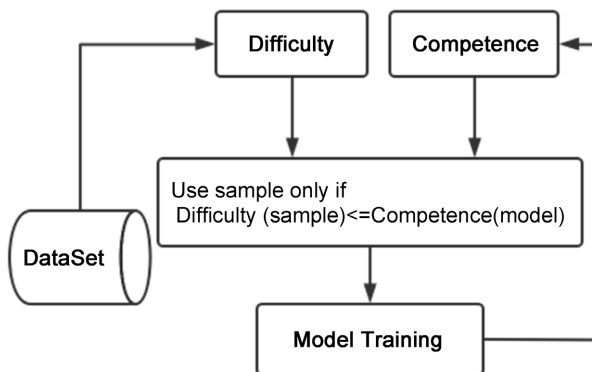 Difficulty
Competence
Use sample only if
Difficulty (sample)<=Competence(model)
DataSet
Model Training